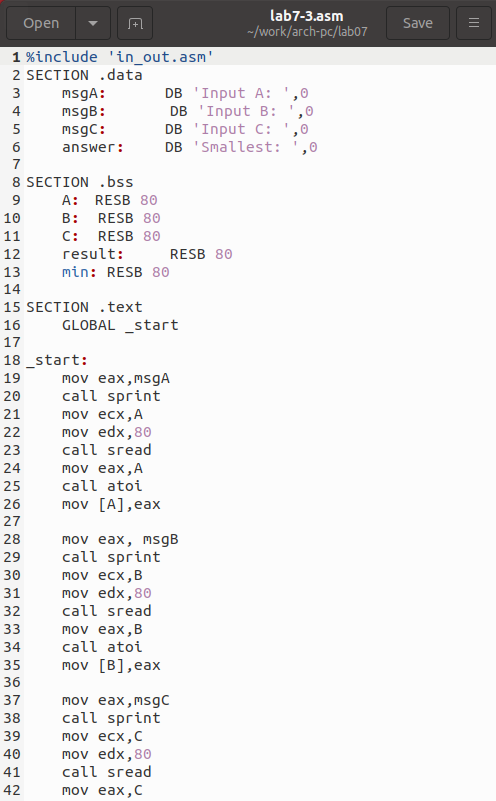 Open
lab7-3.asm
~/work/arch-pc/lab07
Save
1 %include 'in_out.asm'
2 SECTION .data
3     msgA:       DB 'Input A: ',0
4     msgB:       DB 'Input B: ',0
5     msgC:       DB 'Input C: ',0
6     answer:     DB 'Smallest: ',0
7
8 SECTION .bss
9     A:  RESB 80
10     B:  RESB 80
11     C:  RESB 80
12     result:     RESB 80
13     min: RESB 80
14
15 SECTION .text
16     GLOBAL _start
17
18 _start:
19     mov eax,msgA
20     call sprint
21     mov ecx,A
22     mov edx,80
23     call sread
24     mov eax,A
25     call atoi
26     mov [A],eax
27
28     mov eax, msgB
29     call sprint
30     mov ecx,B
31     mov edx,80
32     call sread
33     mov eax,B
34     call atoi
35     mov [B],eax
36
37     mov eax,msgC
38     call sprint
39     mov ecx,C
40     mov edx,80
41     call sread
42     mov eax,C